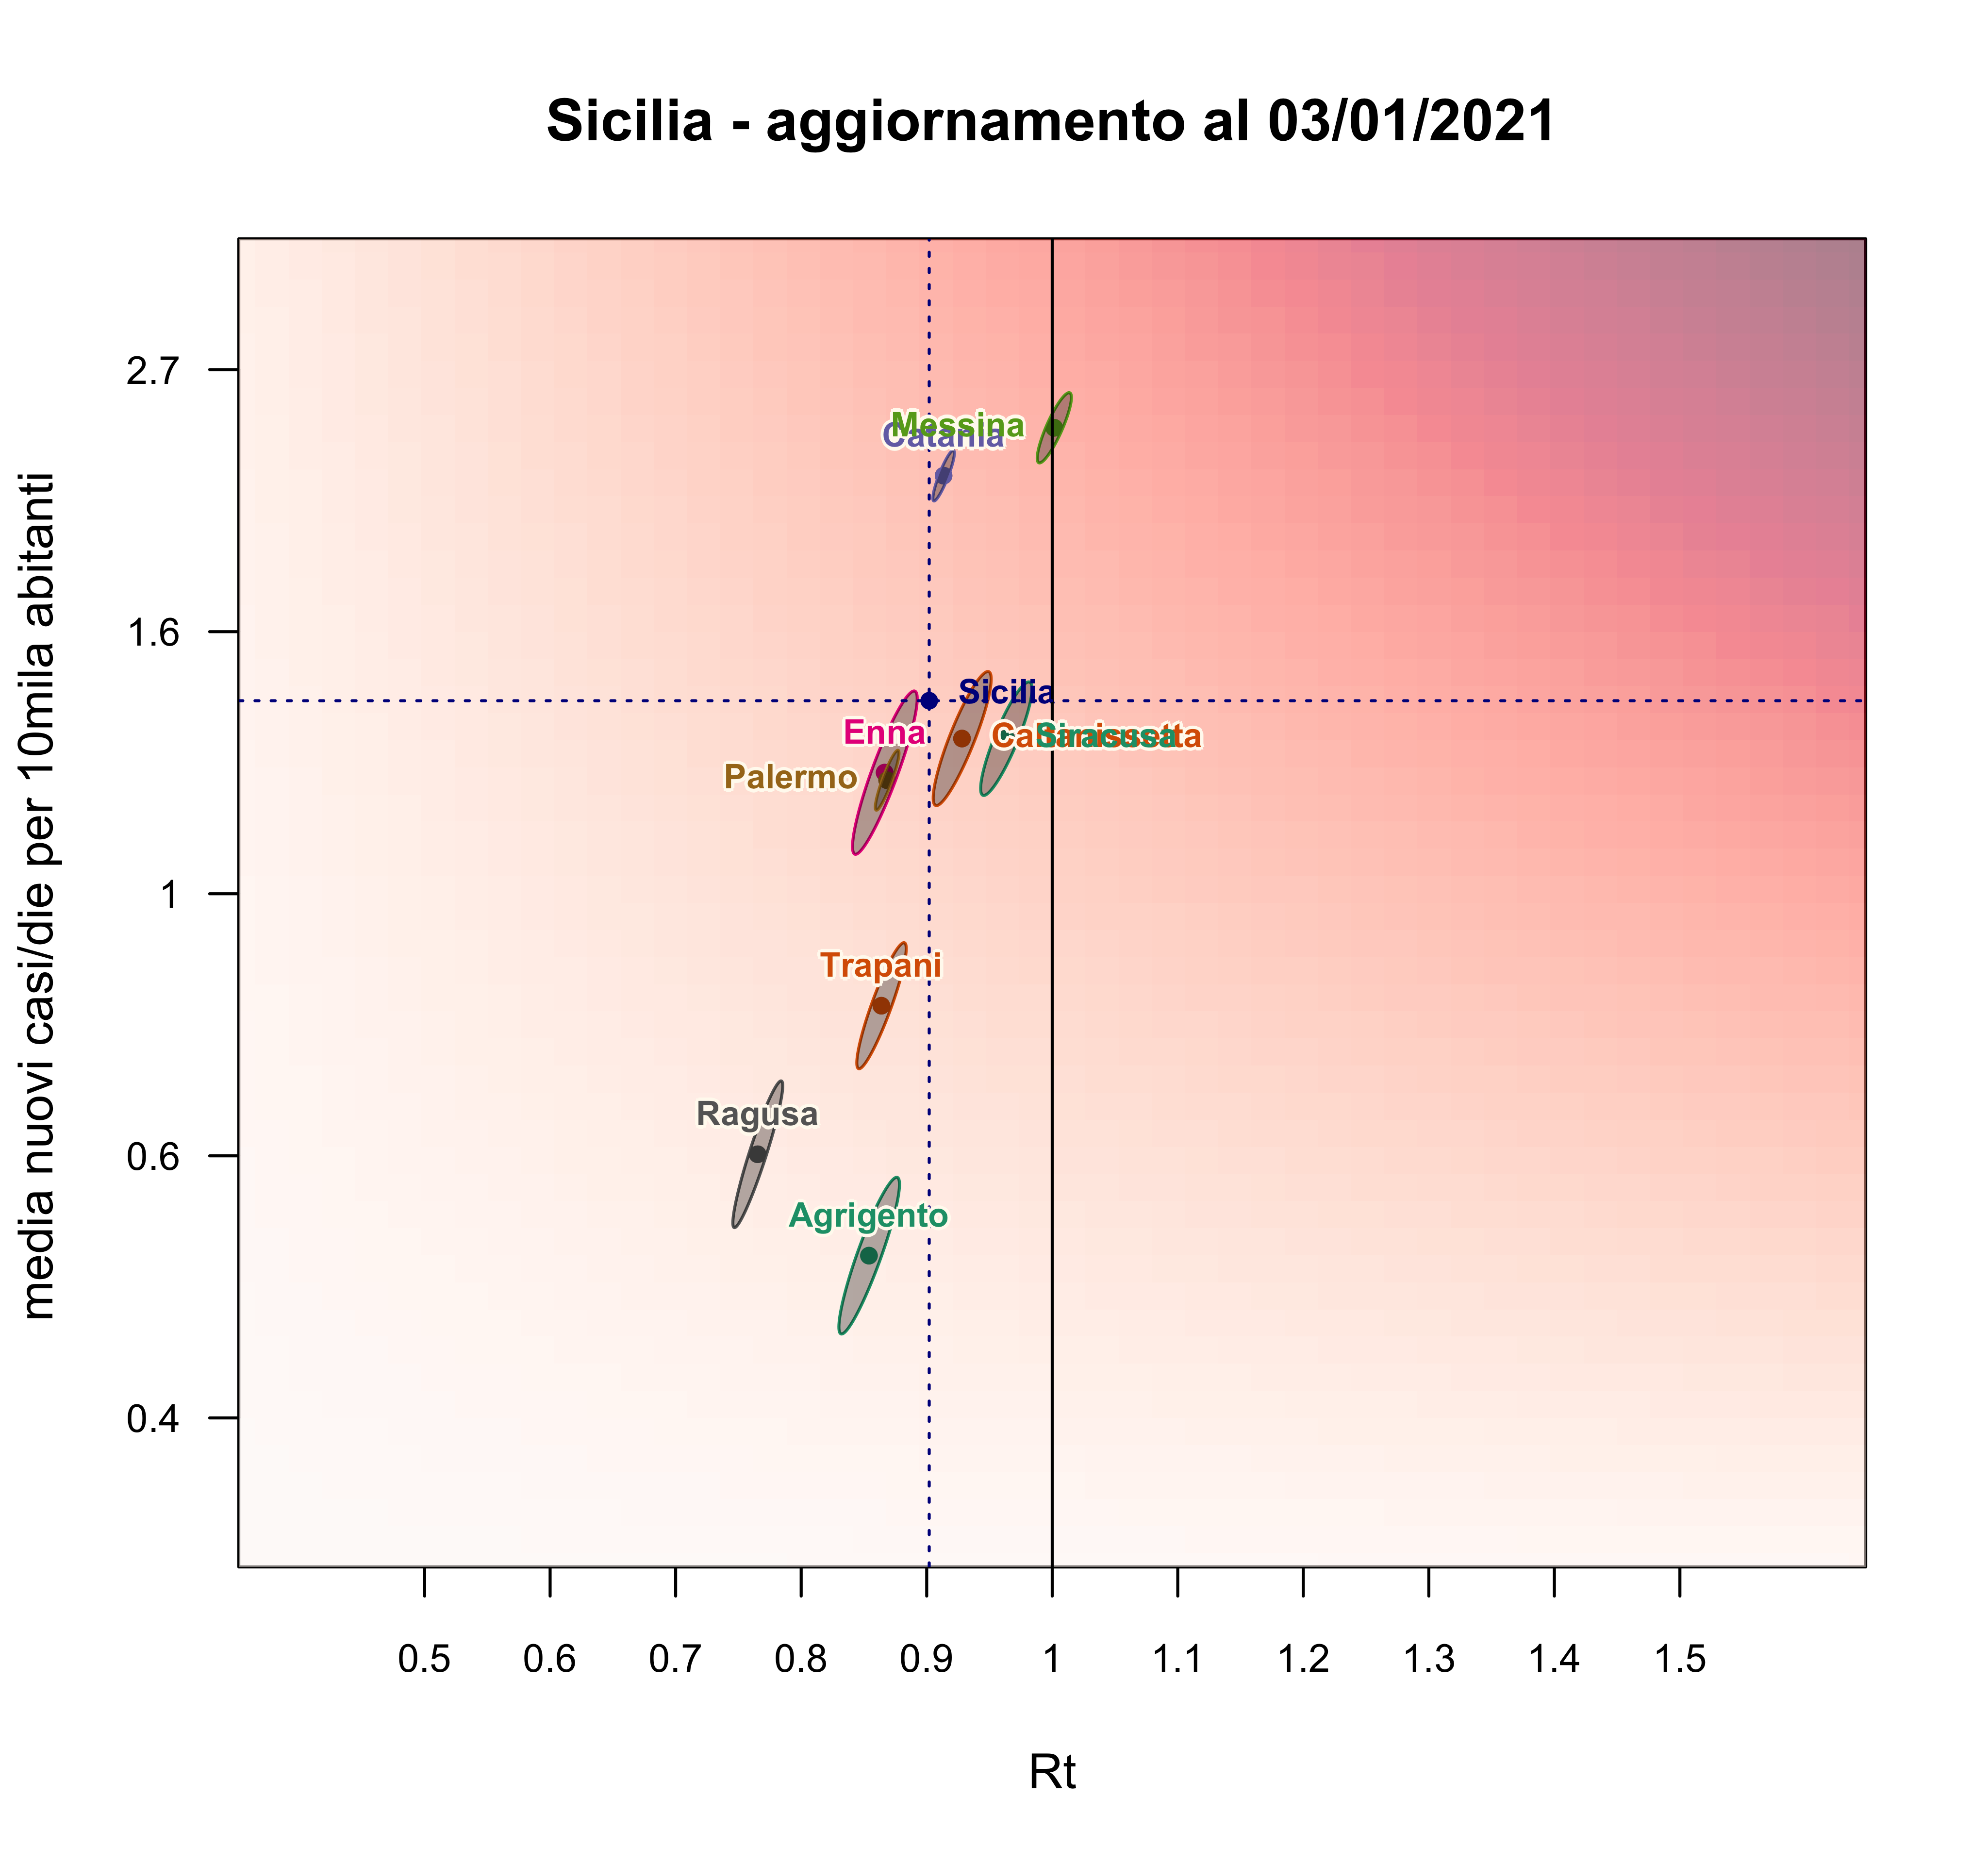 Sicilia - aggiornamento al 03/01/2021
media nuovi casi/die per 10mila abitanti
2.7
1.6
1
0.6
0.4
Messina
Catania
Sicilia
Enna
Caltanissetta
Siracusa
Palermo
Trapani
Ragusa
Agrigento
0.5 0.6 0.7 0.8 0.9 1 1.1 1.2 1.3 1.4 1.5
Rt